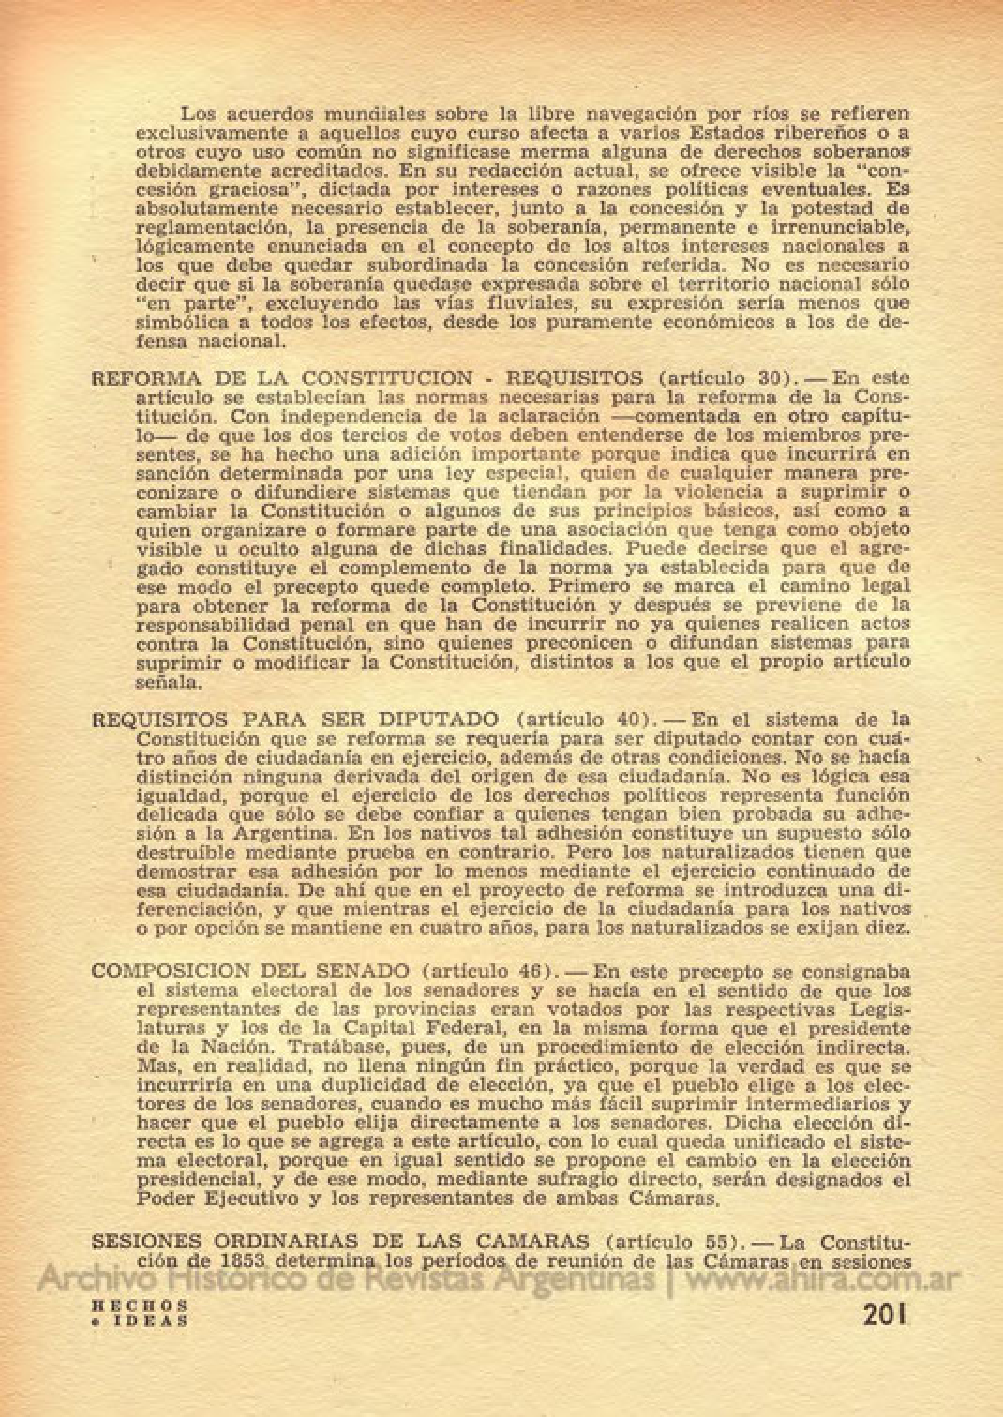 Los acuerdos mundiales sobre la libre navegación por ríos se refieren
exclusivamente a aquellos cuyo curso afecta a varios Estados ribereños o a
otros cuyo uso común no significase merma alguna de derechos soberanos
debidamente acreditados. En su redacción actual, se ofrece visible la “con-
cesión graciosa”, dictada por intereses o razones políticas eventuales. Es
absolutamente necesario establecer, junto a la concesión y la potestad de
reglamentación, la presencia de la soberanía, permanente e irrenunciable,
lógicamente enunciada en el concepto de los altos intereses nacionales a
los que debe quedar subordinada la concesión referida. No es necesario
decir que si la soberanía quedase expresada sobre el territorio nacional sólo
“en parte”, excluyendo las vías fluviales, su expresión sería menos que
simbólica a todos los efectos, desde los puramente económicos a los de de-
fensa nacional.
REFORMA DE LA CONSTITUCION - REQUISITOS (artículo 30). — En este
artículo se establecían las normas necesarias para la reforma de la Cons-
titución. Con independencia de la aclaración —comentada en otro capítu-
lo— de que los dos tercios de votos deben entenderse de los miembros pre-
sentes, se ha hecho una adición importante porque indica que incurrirá en
sanción determinada por una ley especial, quien de cualquier manera pre-
conizare o difundiere sistemas que tiendan por la violencia a suprimir o
cambiar la Constitución o algunos de sus principios básicos, así como a
quien organizare o formare parte de una asociación que tenga como objeto
visible u oculto alguna de dichas finalidades. Puede decirse que el agre-
gado constituye el complemento de la norma ya establecida para que de
ese modo el precepto quede completo. Primero se marca el camino legal
para obtener la reforma de la Constitución y después se previene de la
responsabilidad penal en que han de incurrir no ya quienes realicen actos
contra la Constitución, sino quienes preconicen o difundan sistemas para
suprimir o modificar la Constitución, distintos a los que el propio artículo
señala.
REQUISITOS PARA SER DIPUTADO (artículo 40). — En el sistema de la
Constitución que se reforma se requería para ser diputado contar con cua-
tro años de ciudadanía en ejercicio, además de otras condiciones. No se hacía
distinción ninguna derivada del origen de esa ciudadanía. No es lógica esa
igualdad, porque el ejercicio de los derechos políticos representa función
delicada que sólo se debe confiar a quienes tengan bien probada su adhe-
sión a la Argentina. En los nativos tal adhesión constituye un supuesto sólo
destruíble mediante prueba en contrario. Pero los naturalizados tienen que
demostrar esa adhesión por lo menos mediante el ejercicio continuado de
esa ciudadanía. De ahí que en el proyecto de reforma se introduzca una di-
ferenciación, y que mientras el ejercicio de la ciudadanía para los nativos
o por opción se mantiene en cuatro años, para los naturalizados se exijan diez.
COMPOSICION DEL SENADO (artículo 46). — En este precepto se consignaba
el sistema electoral de los senadores y se hacía en el sentido de que los
representantes de las provincias eran votados por las respectivas Legis-
laturas y los de la Capital Federal, en la misma forma que el presidente
de la Nación. Tratábase, pues, de un procedimiento de elección indirecta.
Mas, en realidad, no llena ningún fin práctico, porque la verdad es que se
incurriría en una duplicidad de elección, ya que el pueblo elige a los elec-
tores de los senadores, cuando es mucho más fácil suprimir intermediarios y
hacer que el pueblo elija directamente a los senadores. Dicha elección di-
recta es lo que se agrega a este artículo, con lo cual queda unificado el siste-
ma electoral, porque en igual sentido se propone el cambio en la elección
presidencial, y de ese modo, mediante sufragio directo, serán designados el
Poder Ejecutivo y los representantes de ambas Cámaras.
SESIONES ORDINARIAS DE LAS CAMARAS (artículo 55). — La Constitu-
ción de 1853 determina los períodos de reunión de las Cámaras en sesiones
Archivo Histórico de Revistas Argentinas | www.ahira.com.ar
HECHOS
e IDEAS
201